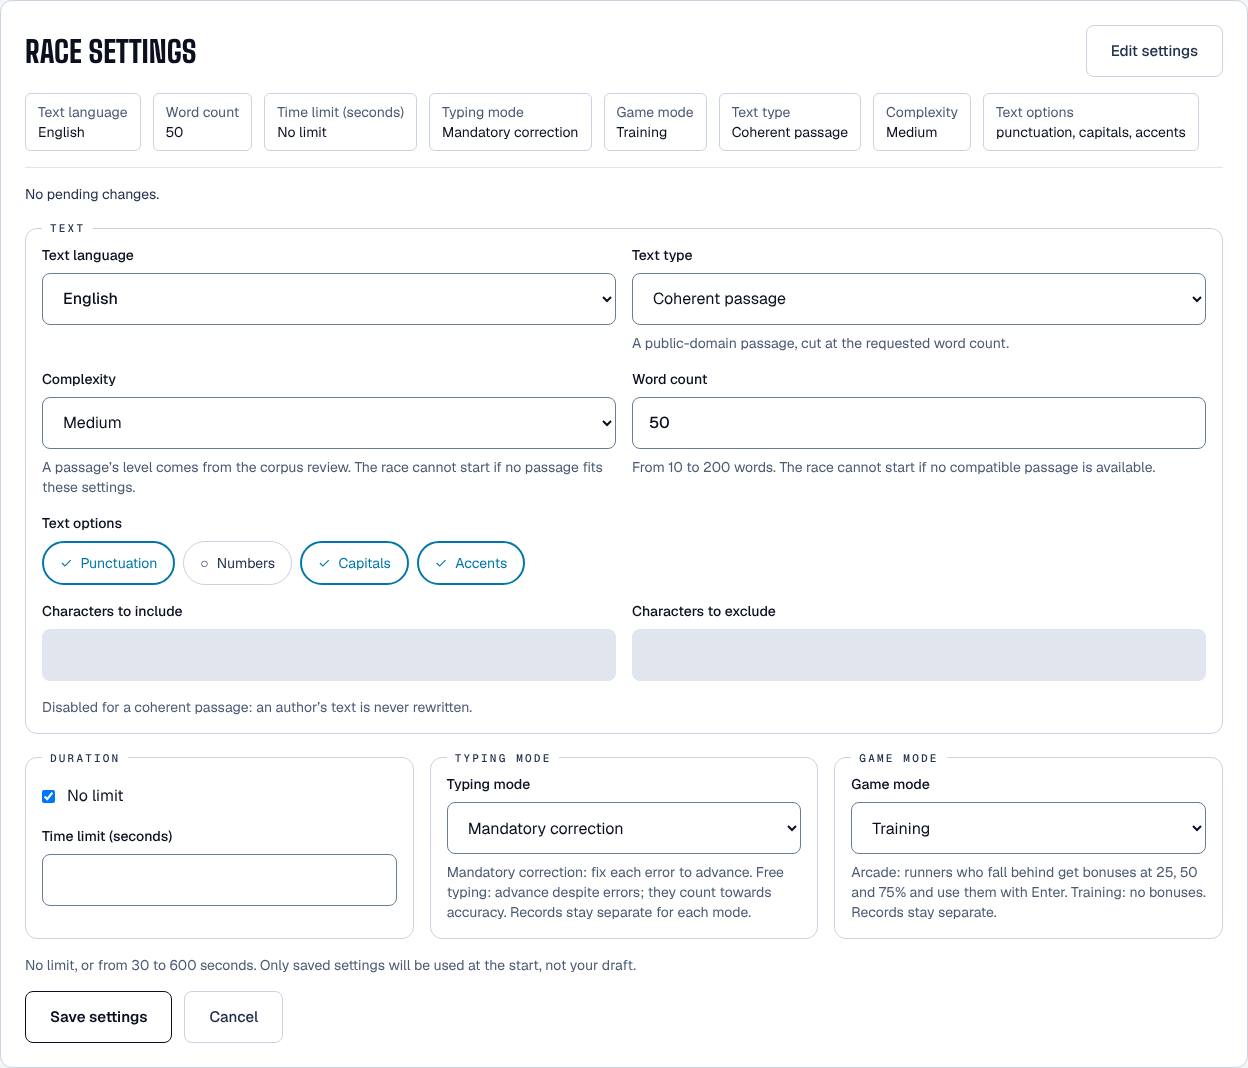 RACE SETTINGS
Edit settings
Text language
English
Word count
50
Time limit (seconds)
No limit
Typing mode
Mandatory correction
Game mode
Training
Text type
Coherent passage
Complexity
Medium
Text options
punctuation, capitals, accents
No pending changes.
TEXT
Text language
English
Text type
Coherent passage
A public-domain passage, cut at the requested word count.
Complexity
Medium
A passage's level comes from the corpus review. The race cannot start if no passage fits
these settings.
Word count
50
From 10 to 200 words. The race cannot start if no compatible passage is available.
Text options
Punctuation
Numbers
Capitals
Accents
Characters to include
Characters to exclude
Disabled for a coherent passage: an author's text is never rewritten.
DURATION
No limit
Time limit (seconds)
TYPING MODE
Typing mode
Mandatory correction
Mandatory correction: fix each error to advance. Free
typing: advance despite errors; they count towards
accuracy. Records stay separate for each mode.
GAME MODE
Game mode
Training
Arcade: runners who fall behind get bonuses at 25, 50
and 75% and use them with Enter. Training: no bonuses.
Records stay separate.
No limit, or from 30 to 600 seconds. Only saved settings will be used at the start, not your draft.
Save settings
Cancel